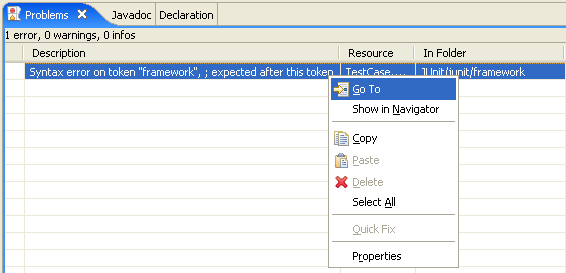 Problems Javadoc Declaration
1 error, 0 warnings, 0 infos
Description Resource In Folder
Syntax error on token "framework", ; expected after this token TestCase.... JUnit/junit/framework
Go To
Show in Navigator
Copy
Paste
Delete
Select All
Quick Fix
Properties